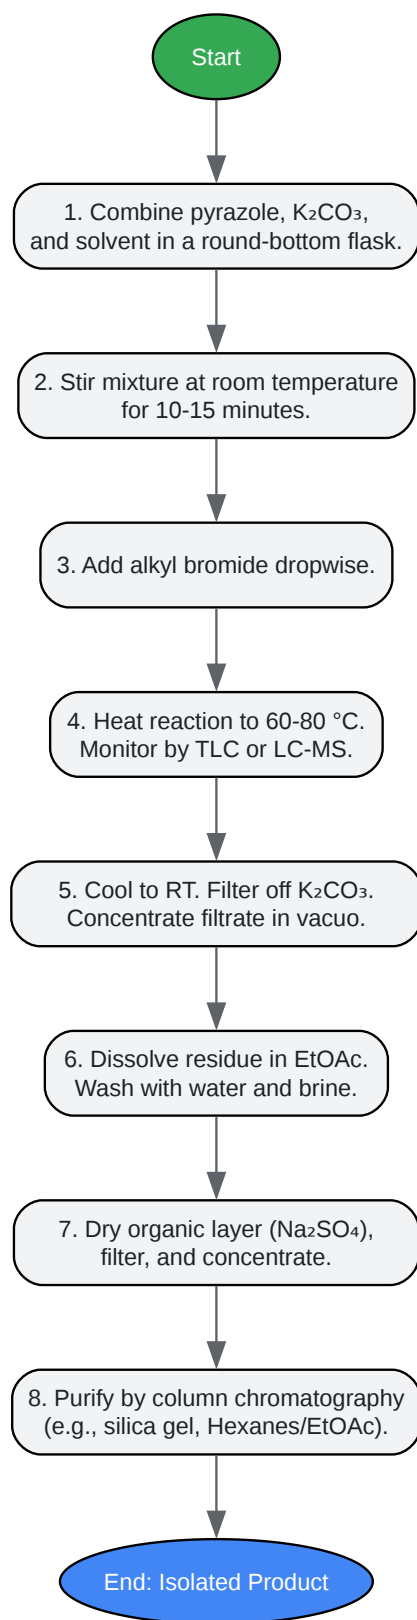 Start
1. Combine pyrazole, K₂CO₃,
and solvent in a round-bottom flask.
2. Stir mixture at room temperature
for 10-15 minutes.
3. Add alkyl bromide dropwise.
4. Heat reaction to 60-80 °C.
Monitor by TLC or LC-MS.
5. Cool to RT. Filter off K₂CO₃.
Concentrate filtrate in vacuo.
6. Dissolve residue in EtOAc.
Wash with water and brine.
7. Dry organic layer (Na₂SO₄),
filter, and concentrate.
8. Purify by column chromatography
(e.g., silica gel, Hexanes/EtOAc).
End: Isolated Product